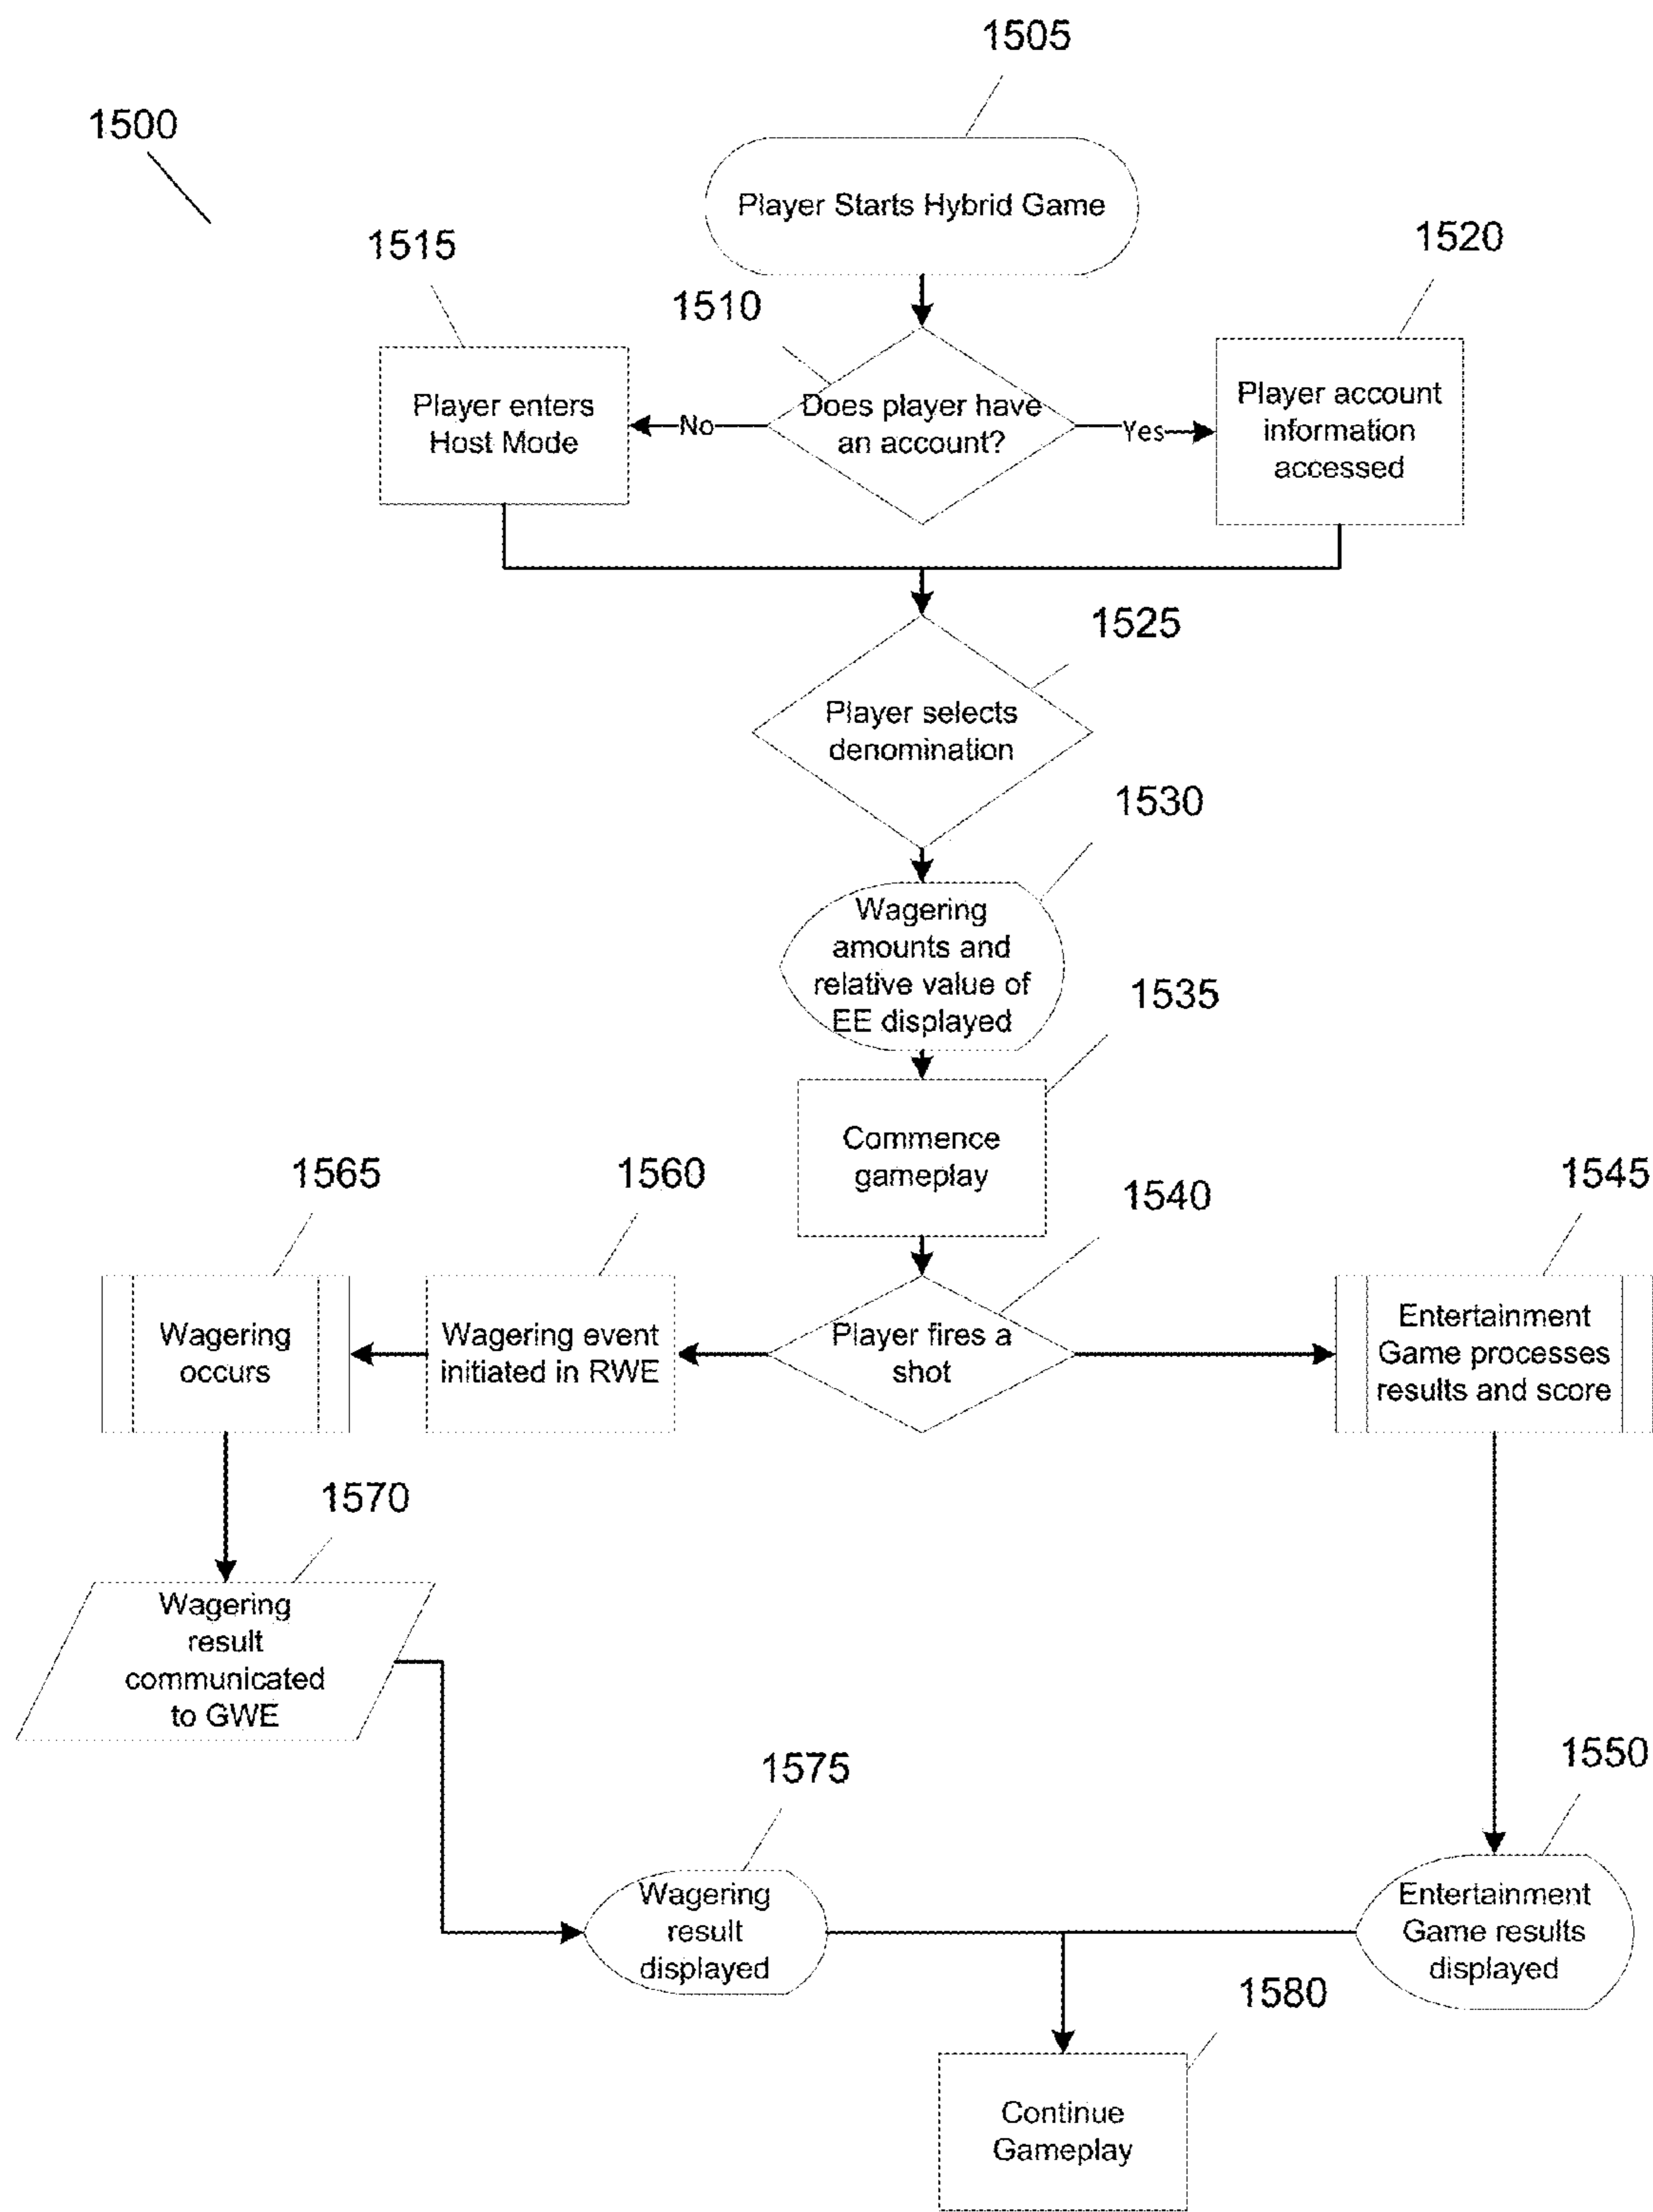 1505
1500
Player Starts Hybrid Game
1515
1520
1510
Player enters
Host Mode
No
Does player have
an account?
Yes
Player account
information
accessed
1525
Player selects
denomination
1530
Wagering
amounts and
relative value of
EE displayed
1535
Commence
gameplay
1565
1560
1540
1545
Wagering
occurs
Wagering event
initiated in RWE
Player fires a
shot
Entertainment
Game processes
results and score
1570
Wagering
result
communicated
to GWE
1575
1550
Wagering
result
displayed
Entertainment
Game results
displayed
1580
Continue
Gameplay